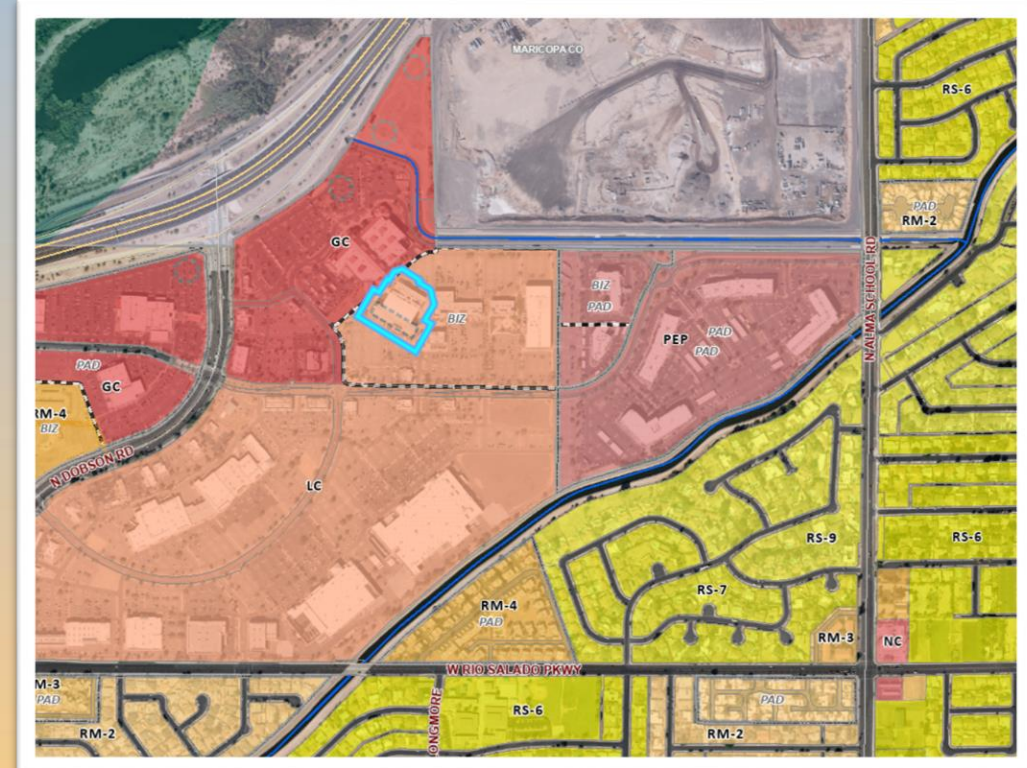 MARICOPA CO
RS-6
PAD
RM-2
GC
N ALMA SCHOOL RD
BIZ
PAD
BIZ
PEP
PAD
PAD
PAD
GC
RM-4
BIZ
N DOBSON RD
LC
RS-9
RS-6
RS-7
RM-4
PAD
RM-3
NC
W RIO SALADO PKWY
M-3
PAD
RM-2
ONGMORE
RS-6
PAD
RM-2